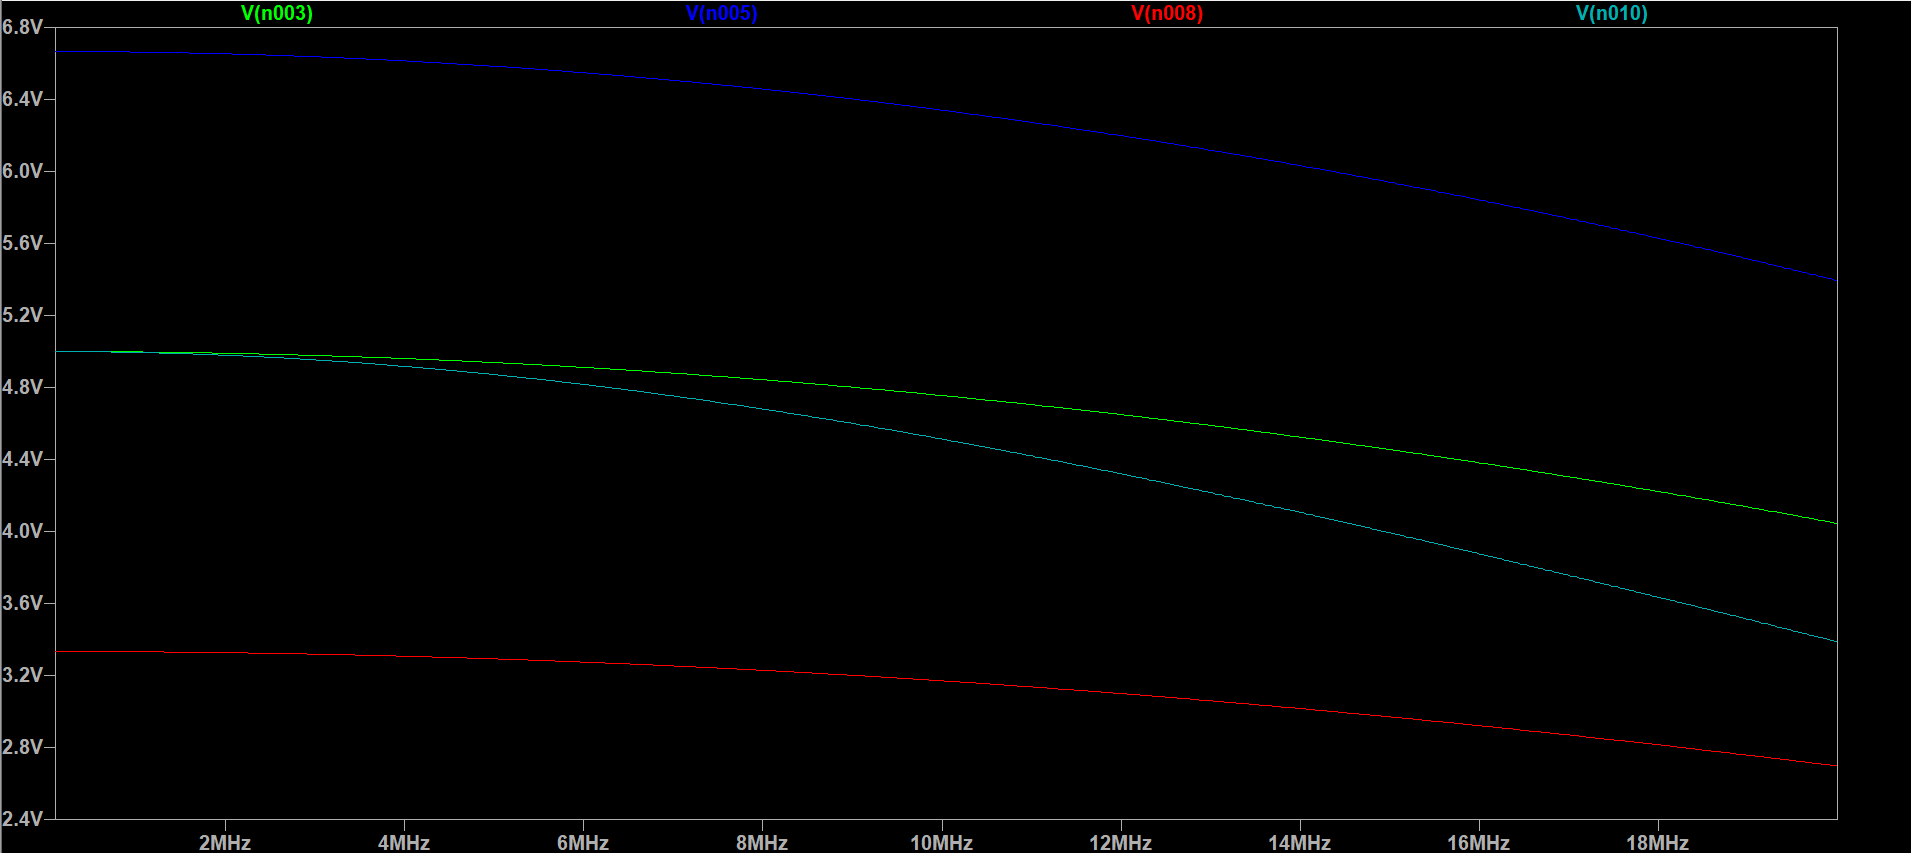 V(n003) V(n005) V(n008) V(n010)
6.8V
6.4V
6.0V
5.6V
5.2V
4.8V
4.4V
4.0V
3.6V
3.2V
2.8V
2.4V
2MHz 4MHz 6MHz 8MHz 10MHz 12MHz 14MHz 16MHz 18MHz